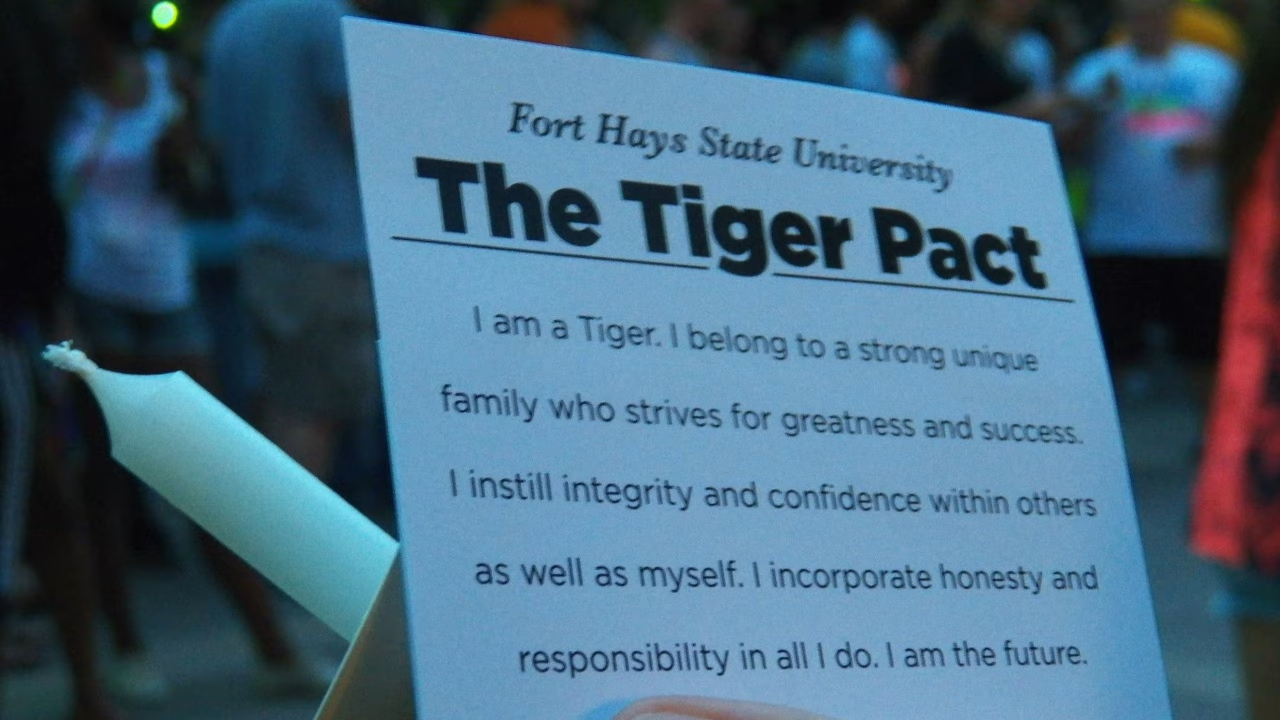 Fort Hays State University
The Tiger Pact
I am a Tiger. I belong to a strong unique
family who strives for greatness and success.
I instill integrity and confidence within others
as well as myself. I incorporate honesty and
responsibility in all I do. I am the future.